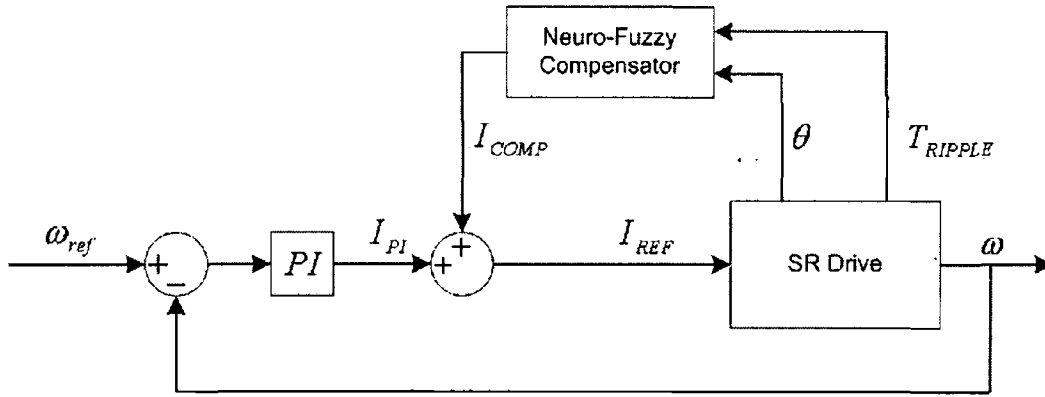 Neuro-Fuzzy
Compensator
I_COMP
θ
T_RIPPLE
ω_ref
+
−
PI
I_PI
+
+
I_REF
SR Drive
ω